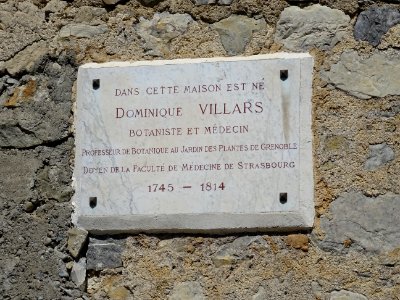 DANS CETTE MAISON EST NÉ
DOMINIQUE VILLARS
BOTANISTE ET MÉDECIN
PROFESSEUR DE BOTANIQUE AU JARDIN DES PLANTES DE GRENOBLE
DOYEN DE LA FACULTÉ DE MÉDECINE DE STRASBOURG
1745 - 1814